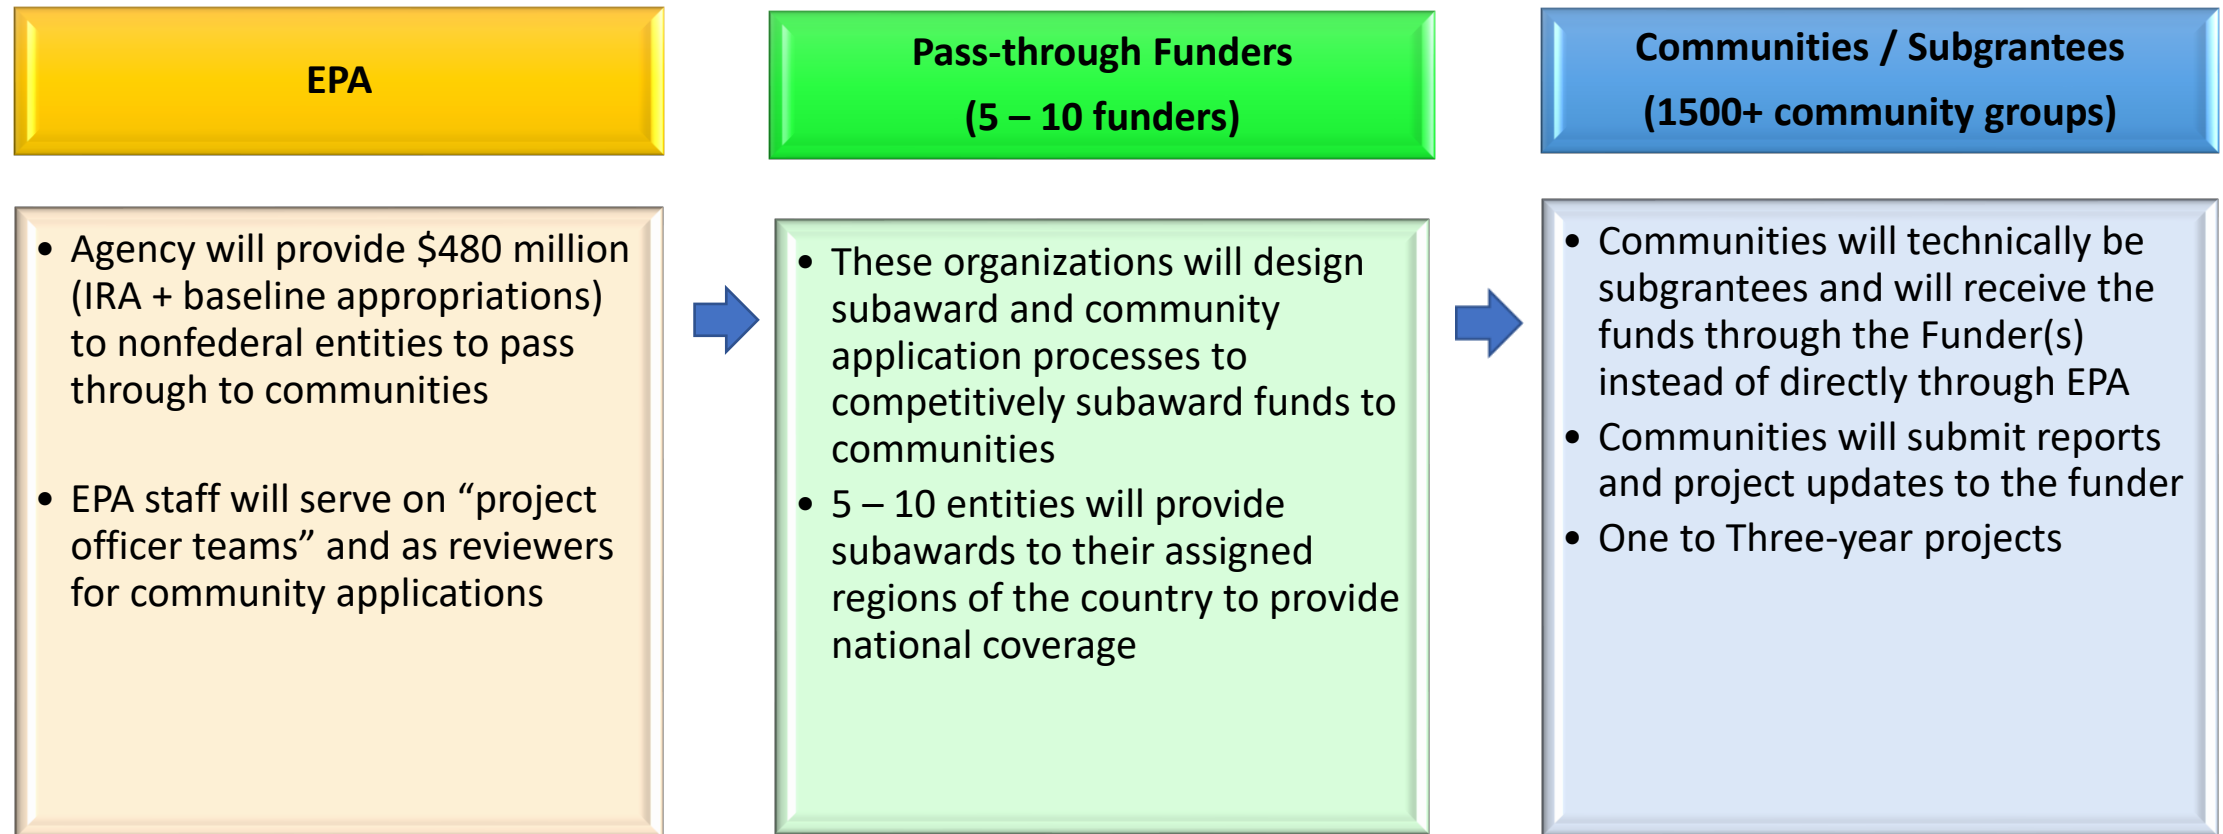 EPA
• Agency will provide $480 million
(IRA + baseline appropriations)
to nonfederal entities to pass
through to communities
• EPA staff will serve on “project
officer teams” and as reviewers
for community applications
Pass-through Funders
(5 – 10 funders)
• These organizations will design
subaward and community
application processes to
competitively subaward funds to
communities
• 5 – 10 entities will provide
subawards to their assigned
regions of the country to provide
national coverage
Communities / Subgrantees
(1500+ community groups)
• Communities will technically be
subgrantees and will receive the
funds through the Funder(s)
instead of directly through EPA
• Communities will submit reports
and project updates to the funder
• One to Three-year projects